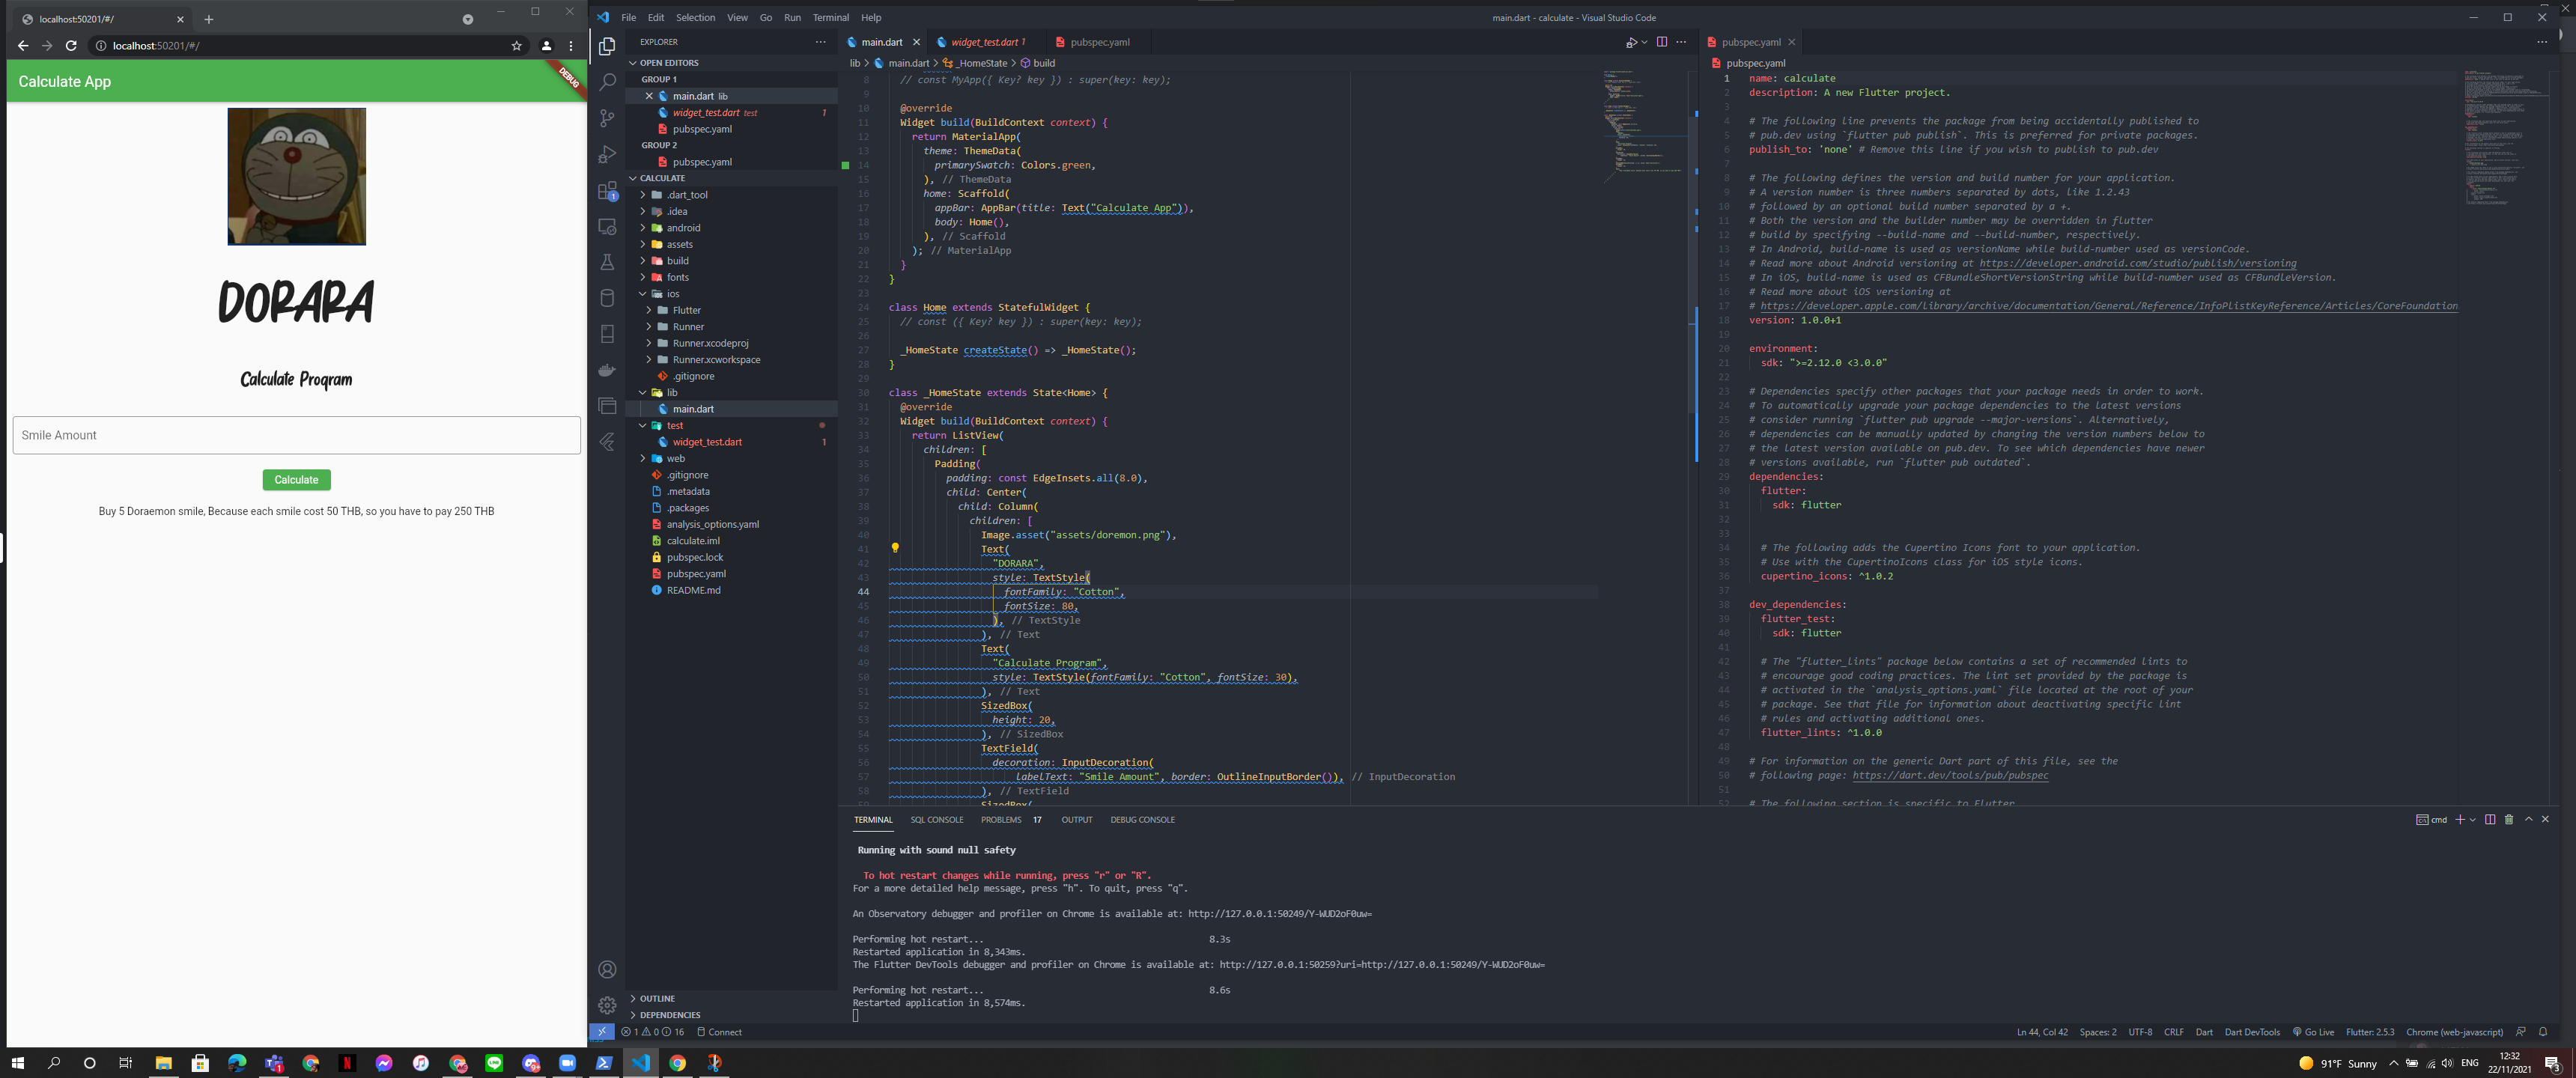 localhost:50201/#/
localhost:50201/#/
Calculate App
DEBUG
DORARA
Calculate Program
Smile Amount
Calculate
Buy 5 Doraemon smile, Because each smile cost 50 THB, so you have to pay 250 THB
File Edit Selection View Go Run Terminal Help
main.dart - calculate - Visual Studio Code
EXPLORER
OPEN EDITORS
GROUP 1
main.dart lib
widget_test.dart test 1
pubspec.yaml
GROUP 2
pubspec.yaml
CALCULATE
.dart_tool
.idea
android
assets
build
fonts
ios
Flutter
Runner
Runner.xcodeproj
Runner.xcworkspace
.gitignore
lib
main.dart
test
widget_test.dart 1
web
.gitignore
.metadata
.packages
analysis_options.yaml
calculate.iml
pubspec.lock
pubspec.yaml
README.md
OUTLINE
DEPENDENCIES
main.dart widget_test.dart 1 pubspec.yaml
lib > main.dart > _HomeState > build
8 // const MyApp({ Key? key }) : super(key: key);
9
10 @override
11 Widget build(BuildContext context) {
12 return MaterialApp(
13 theme: ThemeData(
14 primarySwatch: Colors.green,
15 ), // ThemeData
16 home: Scaffold(
17 appBar: AppBar(title: Text("Calculate App")),
18 body: Home(),
19 ), // Scaffold
20 ); // MaterialApp
21 }
22 }
23
24 class Home extends StatefulWidget {
25 // const ({ Key? key }) : super(key: key);
26
27 _HomeState createState() => _HomeState();
28 }
29
30 class _HomeState extends State<Home> {
31 @override
32 Widget build(BuildContext context) {
33 return ListView(
34 children: [
35 Padding(
36 padding: const EdgeInsets.all(8.0),
37 child: Center(
38 child: Column(
39 children: [
40 Image.asset("assets/doremon.png"),
41 Text(
42 "DORARA",
43 style: TextStyle(
44 fontFamily: "Cotton",
45 fontSize: 80,
46 ), // TextStyle
47 ), // Text
48 Text(
49 "Calculate Program",
50 style: TextStyle(fontFamily: "Cotton", fontSize: 30),
51 ), // Text
52 SizedBox(
53 height: 20,
54 ), // SizedBox
55 TextField(
56 decoration: InputDecoration(
57 labelText: "Smile Amount", border: OutlineInputBorder()), // InputDecoration
58 ), // TextField
59 SizedBox(
pubspec.yaml
pubspec.yaml
1 name: calculate
2 description: A new Flutter project.
3
4 # The following line prevents the package from being accidentally published to
5 # pub.dev using `flutter pub publish`. This is preferred for private packages.
6 publish_to: 'none' # Remove this line if you wish to publish to pub.dev
7
8 # The following defines the version and build number for your application.
9 # A version number is three numbers separated by dots, like 1.2.43
10 # followed by an optional build number separated by a +.
11 # Both the version and the builder number may be overridden in flutter
12 # build by specifying --build-name and --build-number, respectively.
13 # In Android, build-name is used as versionName while build-number used as versionCode.
14 # Read more about Android versioning at https://developer.android.com/studio/publish/versioning
15 # In iOS, build-name is used as CFBundleShortVersionString while build-number used as CFBundleVersion.
16 # Read more about iOS versioning at
17 # https://developer.apple.com/library/archive/documentation/General/Reference/InfoPlistKeyReference/Articles/CoreFoundation
18 version: 1.0.0+1
19
20 environment:
21 sdk: ">=2.12.0 <3.0.0"
22
23 # Dependencies specify other packages that your package needs in order to work.
24 # To automatically upgrade your package dependencies to the latest versions
25 # consider running `flutter pub upgrade --major-versions`. Alternatively,
26 # dependencies can be manually updated by changing the version numbers below to
27 # the latest version available on pub.dev. To see which dependencies have newer
28 # versions available, run `flutter pub outdated`.
29 dependencies:
30 flutter:
31 sdk: flutter
32
33
34 # The following adds the Cupertino Icons font to your application.
35 # Use with the CupertinoIcons class for iOS style icons.
36 cupertino_icons: ^1.0.2
37
38 dev_dependencies:
39 flutter_test:
40 sdk: flutter
41
42 # The "flutter_lints" package below contains a set of recommended lints to
43 # encourage good coding practices. The lint set provided by the package is
44 # activated in the `analysis_options.yaml` file located at the root of your
45 # package. See that file for information about deactivating specific lint
46 # rules and activating additional ones.
47 flutter_lints: ^1.0.0
48
49 # For information on the generic Dart part of this file, see the
50 # following page: https://dart.dev/tools/pub/pubspec
51
52 # The following section is specific to Flutter
TERMINAL SQL CONSOLE PROBLEMS 17 OUTPUT DEBUG CONSOLE
cmd
Running with sound null safety
To hot restart changes while running, press "r" or "R".
For a more detailed help message, press "h". To quit, press "q".
An Observatory debugger and profiler on Chrome is available at: http://127.0.0.1:50249/Y-WUD2oF0uw=
Performing hot restart... 8.3s
Restarted application in 8,343ms.
The Flutter DevTools debugger and profiler on Chrome is available at: http://127.0.0.1:50259?uri=http://127.0.0.1:50249/Y-WUD2oF0uw=
Performing hot restart... 8.6s
Restarted application in 8,574ms.
1 0 16 Connect
Ln 44, Col 42 Spaces: 2 UTF-8 CRLF Dart Dart DevTools Go Live Flutter: 2.5.3 Chrome (web-javascript)
91°F Sunny ENG
12:32
22/11/2021